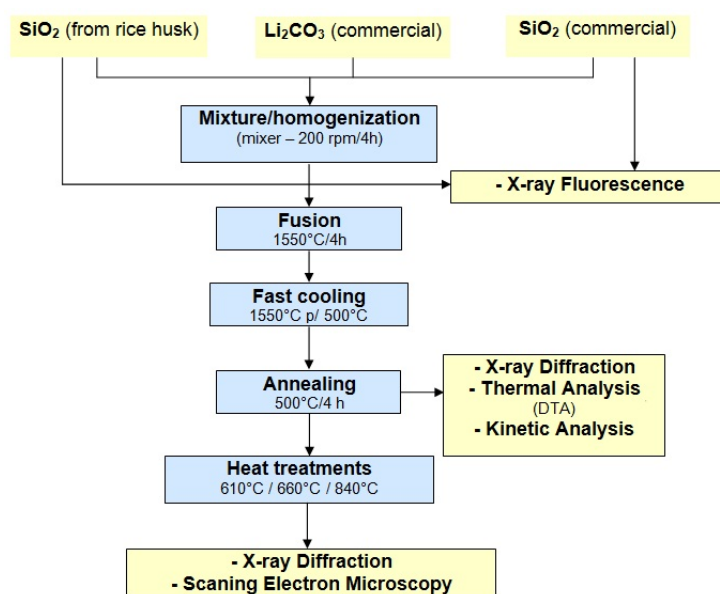 SiO₂ (from rice husk)
Li₂CO₃ (commercial)
SiO₂ (commercial)
Mixture/homogenization
(mixer – 200 rpm/4h)
- X-ray Fluorescence
Fusion
1550°C/4h
Fast cooling
1550°C p/ 500°C
Annealing
500°C/4 h
- X-ray Diffraction
- Thermal Analysis
(DTA)
- Kinetic Analysis
Heat treatments
610°C / 660°C / 840°C
- X-ray Diffraction
- Scaning Electron Microscopy